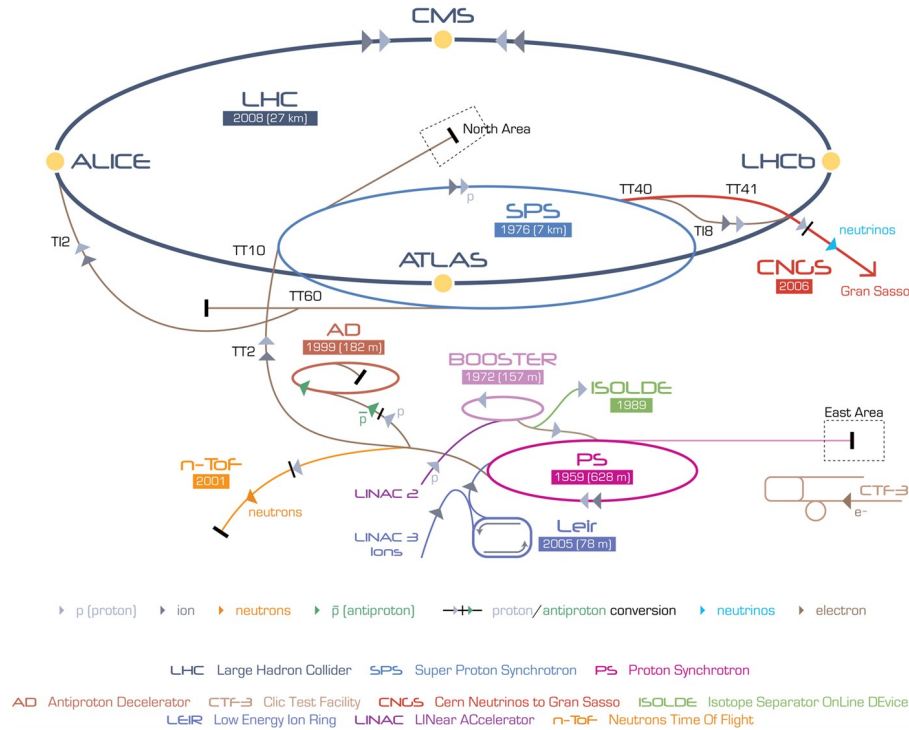 CMS
LHC
2008 (27 km)
North Area
ALICE
LHCb
p
TT40
TT41
SPS
1976 (7 km)
TI8
neutrinos
TI2
TT10
ATLAS
CNGS
2006
Gran Sasso
TT60
AD
1999 (182 m)
TT2
BOOSTER
1972 (157 m)
ISOLDE
1989
p̅
p
East Area
n-ToF
2001
PS
1959 (628 m)
p
LINAC 2
neutrons
CTF-3
e-
LINAC 3
Ions
Leir
2005 (78 m)
p (proton)
ion
neutrons
p̅ (antiproton)
proton/antiproton conversion
neutrinos
electron
LHC Large Hadron Collider
SPS Super Proton Synchrotron
PS Proton Synchrotron
AD Antiproton Decelerator
CTF-3 Clic Test Facility
CNGS Cern Neutrinos to Gran Sasso
ISOLDE Isotope Separator OnLine DEvice
LEIR Low Energy Ion Ring
LINAC LINear ACcelerator
n-ToF Neutrons Time Of Flight